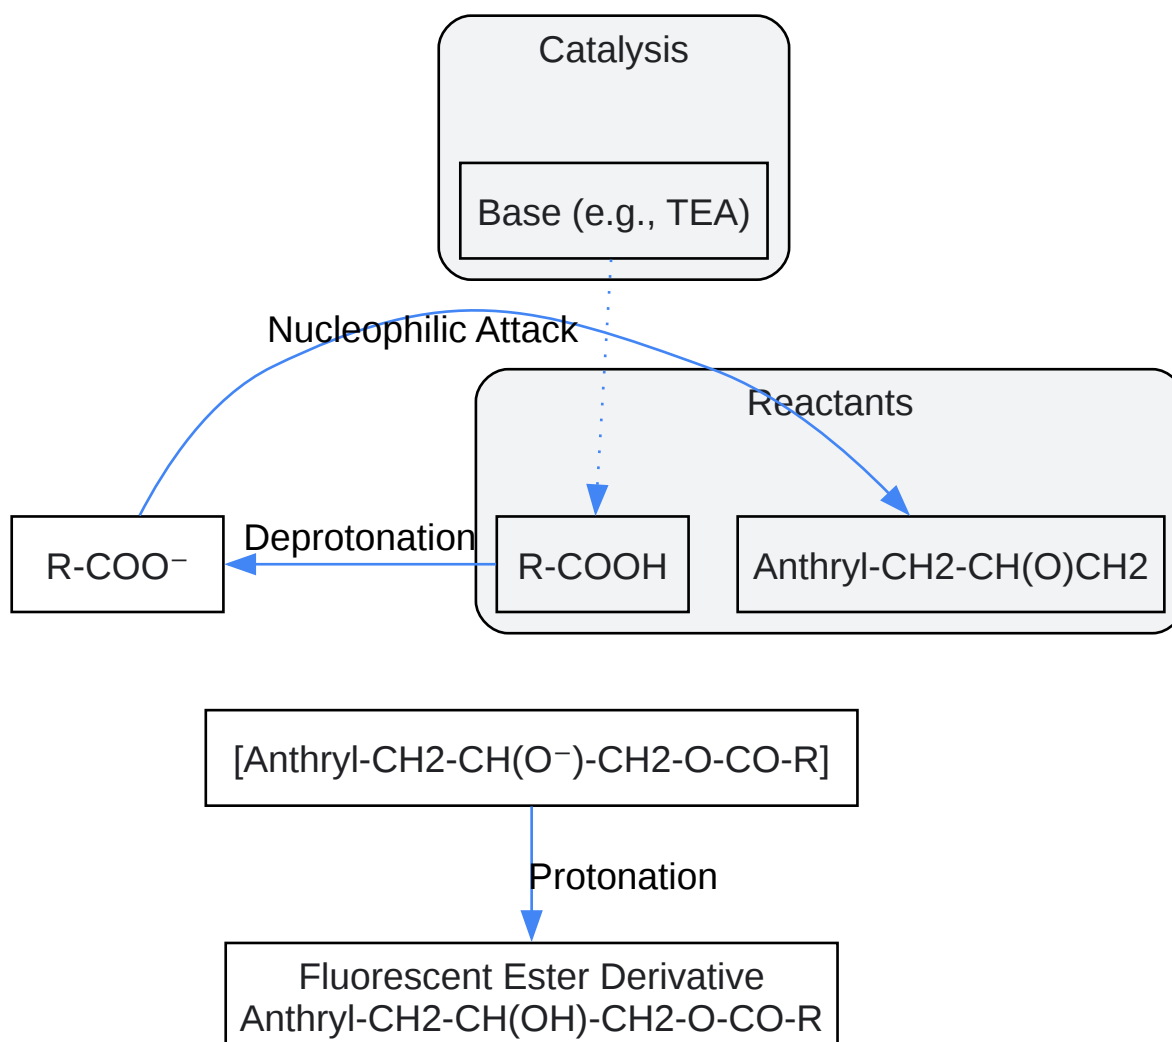 Catalysis
Base (e.g., TEA)
Nucleophilic Attack
Reactants
Deprotonation
R-COO⁻
R-COOH
Anthryl-CH2-CH(O)CH2
[Anthryl-CH2-CH(O⁻)-CH2-O-CO-R]
Protonation
Fluorescent Ester Derivative
Anthryl-CH2-CH(OH)-CH2-O-CO-R